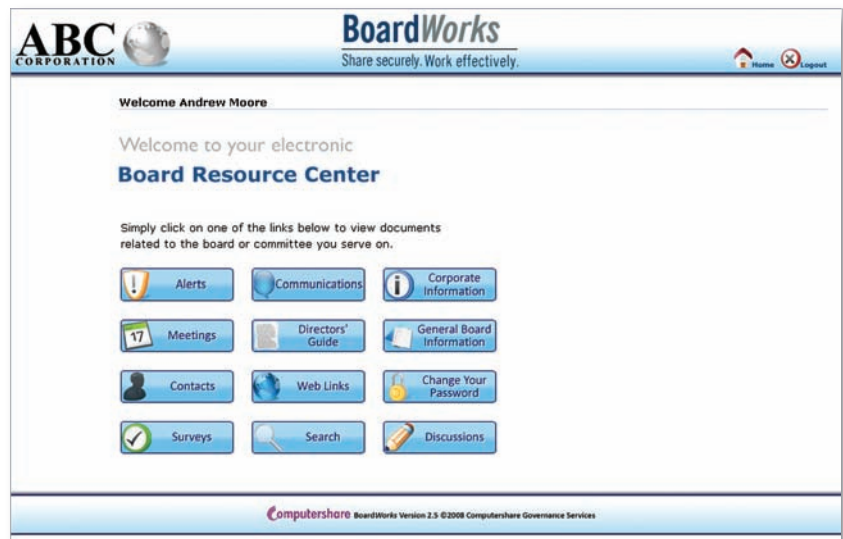 ABC
CORPORATION
BoardWorks
Share securely. Work effectively.
Home
Logout
Welcome Andrew Moore
Welcome to your electronic
Board Resource Center
Simply click on one of the links below to view documents
related to the board or committee you serve on.
Alerts
Communications
Corporate
Information
17
Meetings
Directors'
Guide
General Board
Information
Contacts
Web Links
Change Your
Password
Surveys
Search
Discussions
Computershare BoardWorks Version 2.5 ©2008 Computershare Governance Services